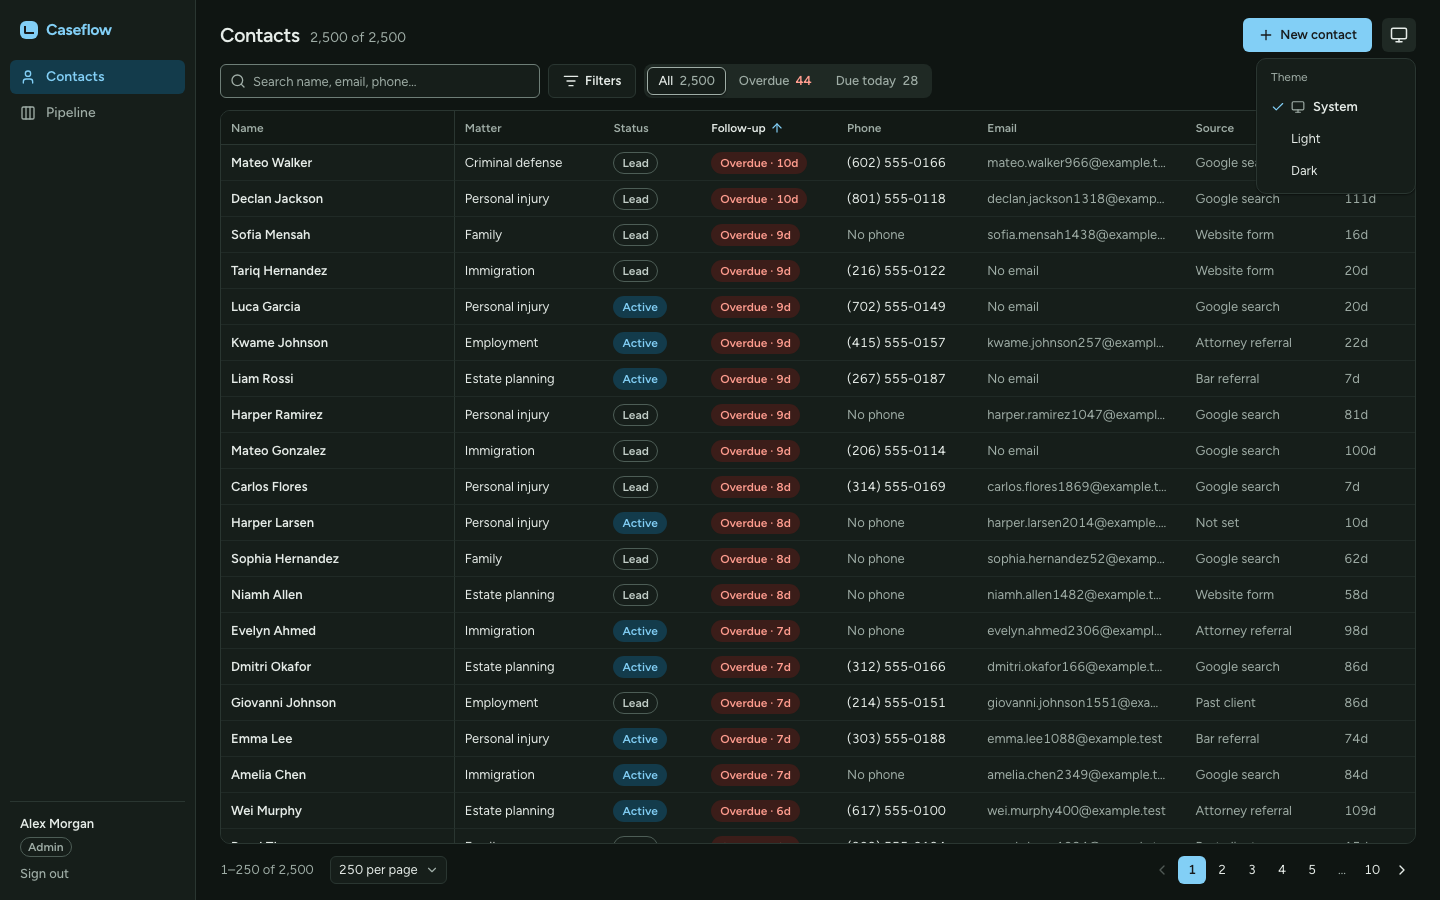 Caseflow
Contacts
Pipeline
Alex Morgan
Admin
Sign out
Contacts 2,500 of 2,500
New contact
Search name, email, phone...
Filters
All 2,500 Overdue 44 Due today 28
Theme
System
Light
Dark
Name Matter Status Follow-up Phone Email Source
Mateo Walker Criminal defense Lead Overdue · 10d (602) 555-0166 mateo.walker966@example.t... Google sea
Declan Jackson Personal injury Lead Overdue · 10d (801) 555-0118 declan.jackson1318@examp... Google search 111d
Sofia Mensah Family Lead Overdue · 9d No phone sofia.mensah1438@example... Website form 16d
Tariq Hernandez Immigration Lead Overdue · 9d (216) 555-0122 No email Website form 20d
Luca Garcia Personal injury Active Overdue · 9d (702) 555-0149 No email Google search 20d
Kwame Johnson Employment Active Overdue · 9d (415) 555-0157 kwame.johnson257@exampl... Attorney referral 22d
Liam Rossi Estate planning Active Overdue · 9d (267) 555-0187 No email Bar referral 7d
Harper Ramirez Personal injury Lead Overdue · 9d No phone harper.ramirez1047@exampl... Google search 81d
Mateo Gonzalez Immigration Lead Overdue · 9d (206) 555-0114 No email Google search 100d
Carlos Flores Personal injury Lead Overdue · 8d (314) 555-0169 carlos.flores1869@example.t... Google search 7d
Harper Larsen Personal injury Active Overdue · 8d No phone harper.larsen2014@example.... Not set 10d
Sophia Hernandez Family Lead Overdue · 8d No phone sophia.hernandez52@example... Google search 62d
Niamh Allen Estate planning Lead Overdue · 8d No phone niamh.allen1482@example.t... Website form 58d
Evelyn Ahmed Immigration Active Overdue · 7d No phone evelyn.ahmed2306@exampl... Attorney referral 98d
Dmitri Okafor Estate planning Active Overdue · 7d (312) 555-0166 dmitri.okafor166@example.t... Google search 86d
Giovanni Johnson Employment Lead Overdue · 7d (214) 555-0151 giovanni.johnson1551@exa... Past client 86d
Emma Lee Personal injury Active Overdue · 7d (303) 555-0188 emma.lee1088@example.test Bar referral 74d
Amelia Chen Immigration Active Overdue · 7d No phone amelia.chen2349@example.t... Google search 84d
Wei Murphy Estate planning Active Overdue · 6d (617) 555-0100 wei.murphy400@example.test Attorney referral 109d
1–250 of 2,500 250 per page 1 2 3 4 5 ... 10